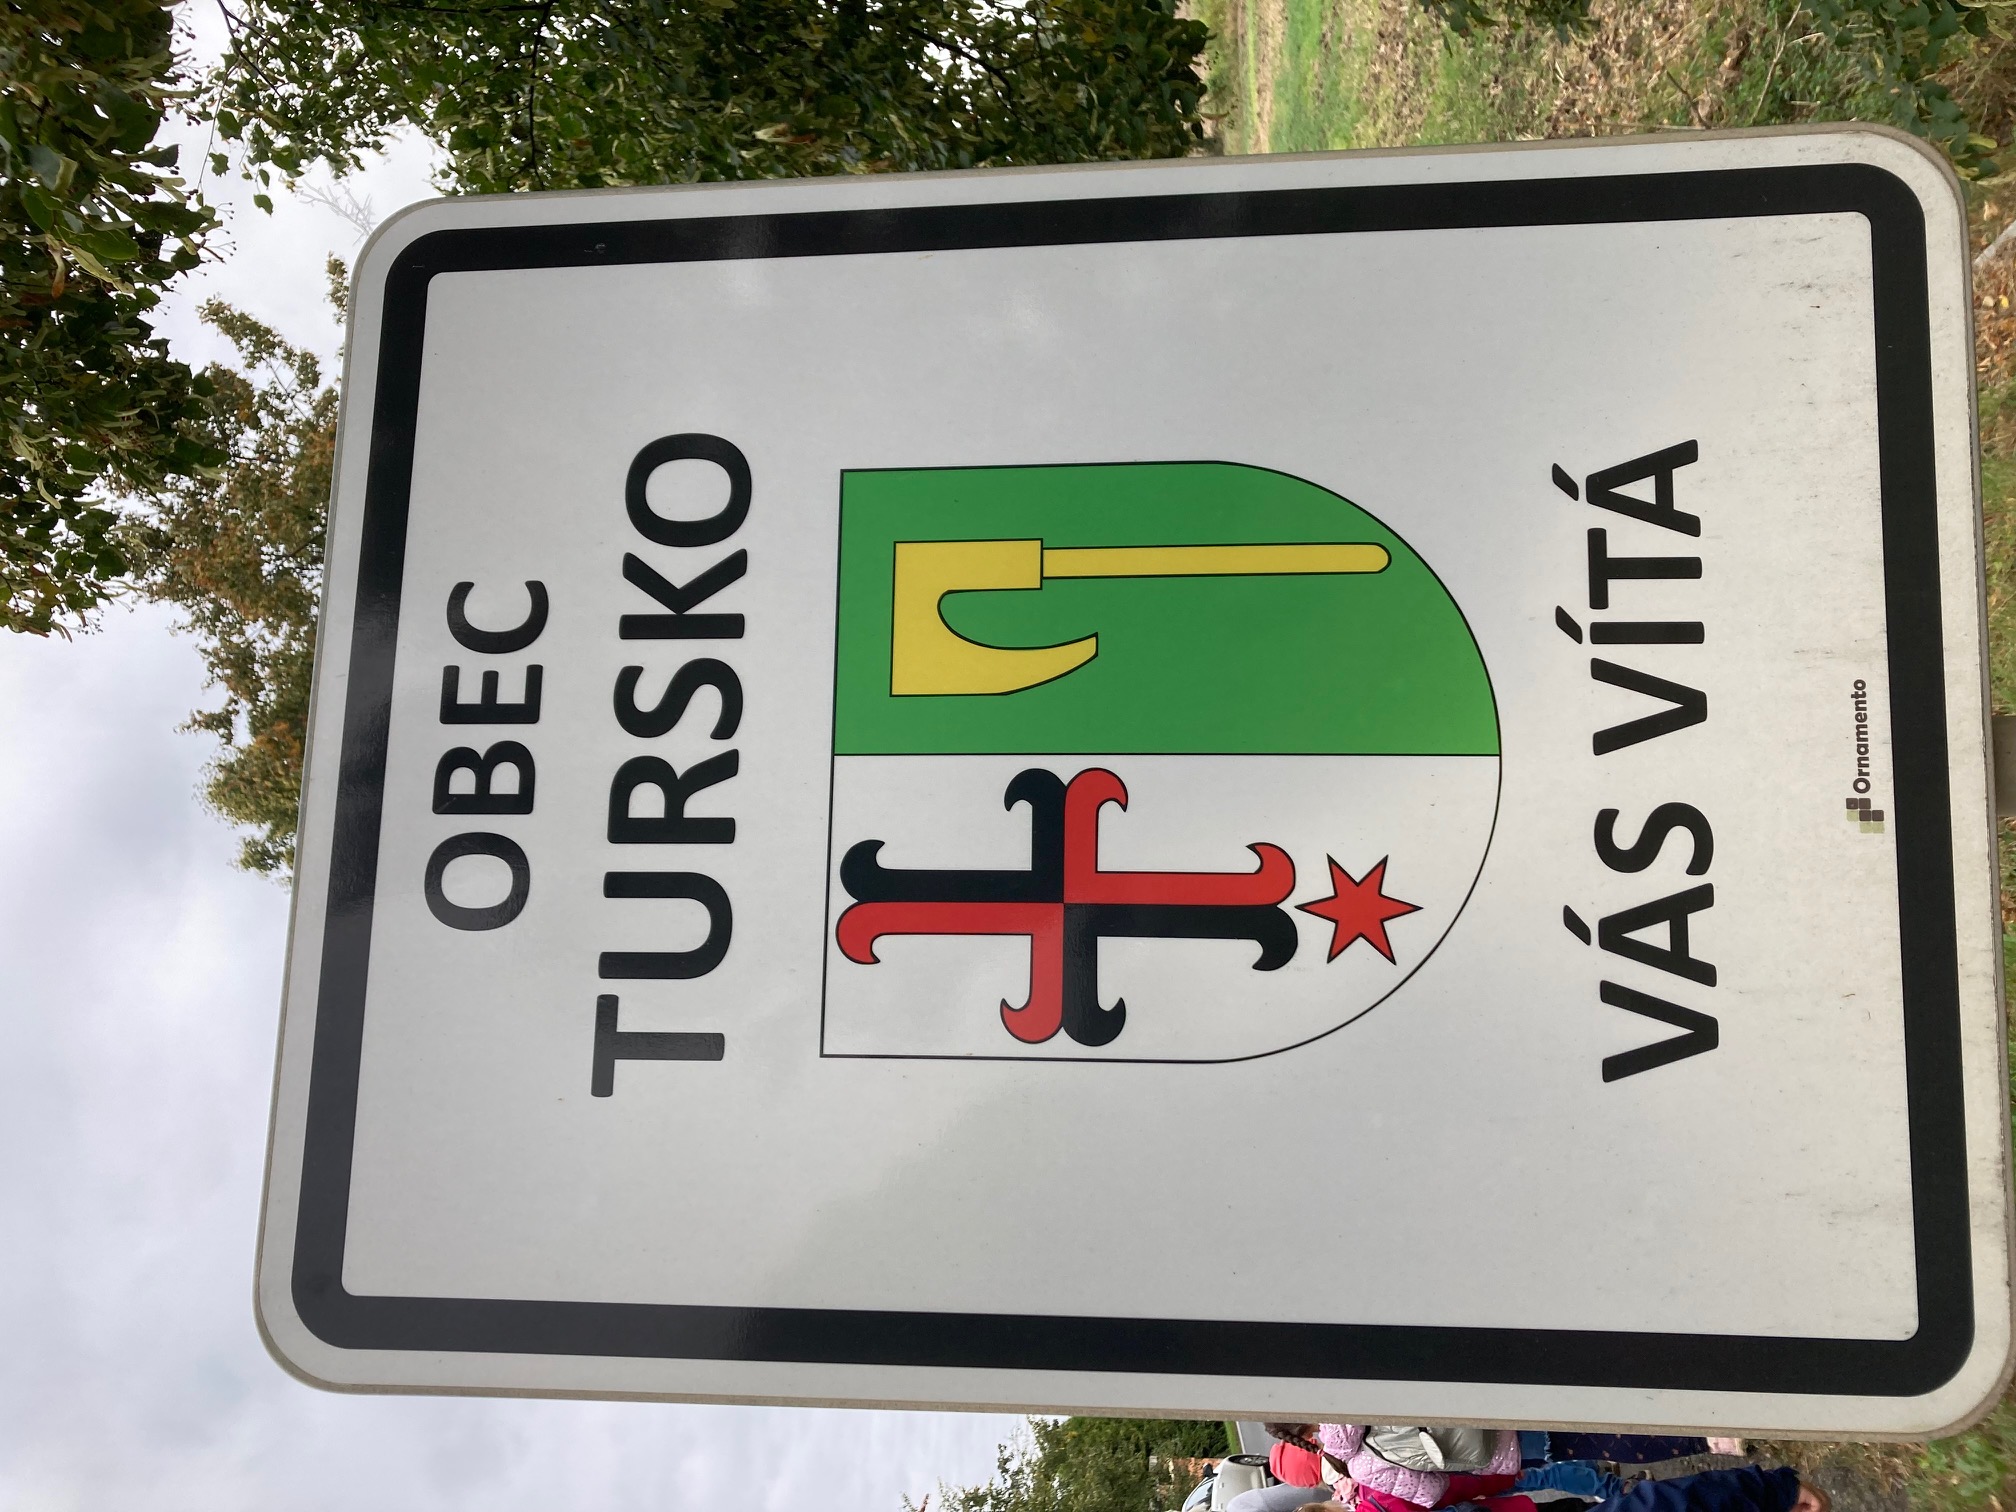 OBEC
TURSKO
VÁS VÍTÁ
Ornamento